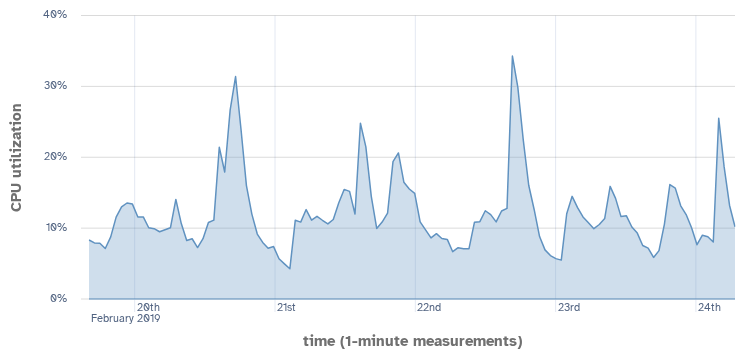 40%
30%
20%
10%
0%
CPU utilization
20th
21st
22nd
23rd
24th
February 2019
time (1-minute measurements)